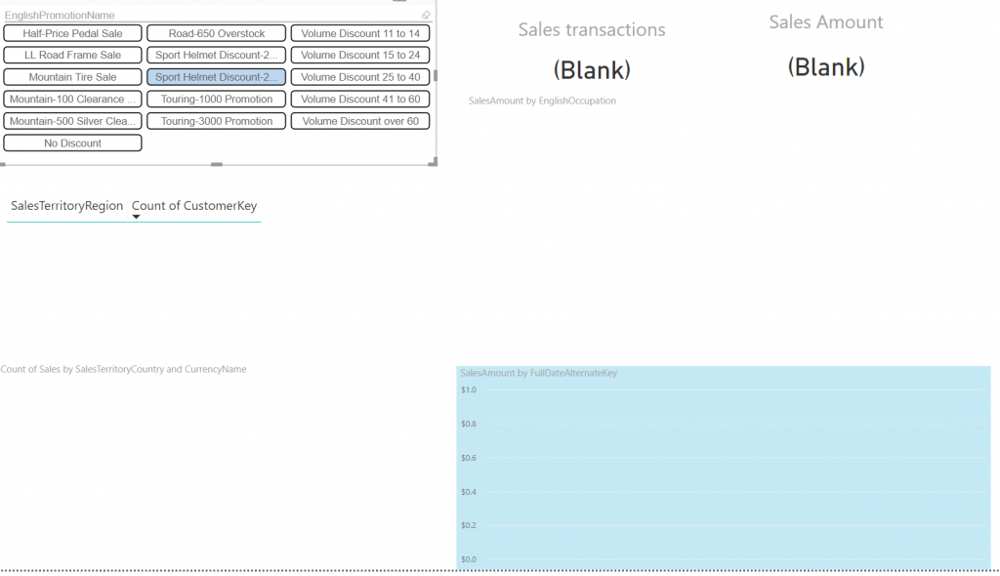 EnglishPromotionName
Half-Price Pedal Sale
Road-650 Overstock
Volume Discount 11 to 14
LL Road Frame Sale
Sport Helmet Discount-2...
Volume Discount 15 to 24
Mountain Tire Sale
Sport Helmet Discount-2...
Volume Discount 25 to 40
Mountain-100 Clearance ...
Touring-1000 Promotion
Volume Discount 41 to 60
Mountain-500 Silver Clea...
Touring-3000 Promotion
Volume Discount over 60
No Discount
Sales transactions
(Blank)
Sales Amount
(Blank)
SalesAmount by EnglishOccupation
SalesTerritoryRegion
Count of CustomerKey
Count of Sales by SalesTerritoryCountry and CurrencyName
SalesAmount by FullDateAlternateKey
$1.0
$0.8
$0.6
$0.4
$0.2
$0.0